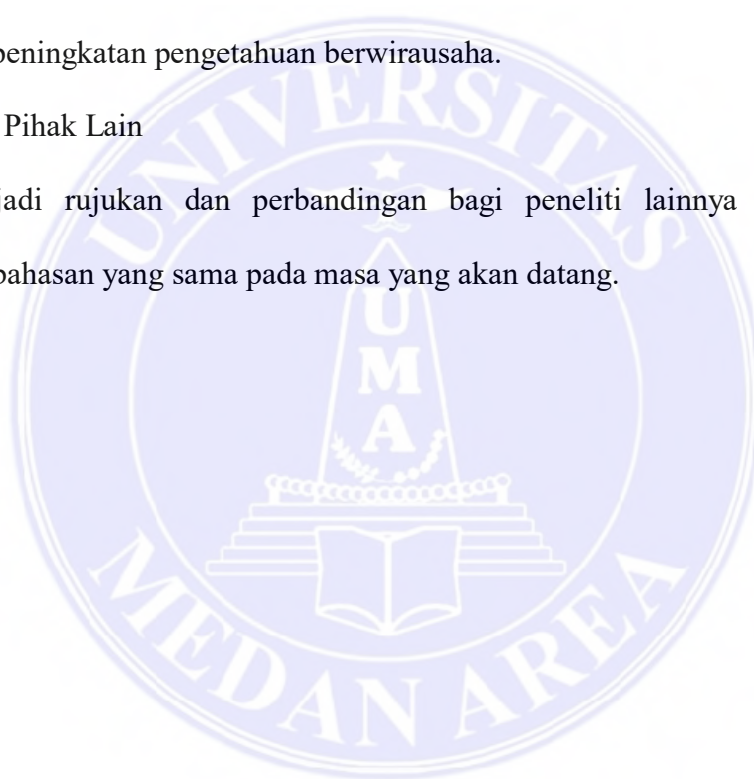 peningkatan pengetahuan berwirausaha.
Pihak Lain
jadi rujukan dan perbandingan bagi peneliti lainnya
bahasan yang sama pada masa yang akan datang.
UNIVERSITAS
U
M
A
MEDAN AREA